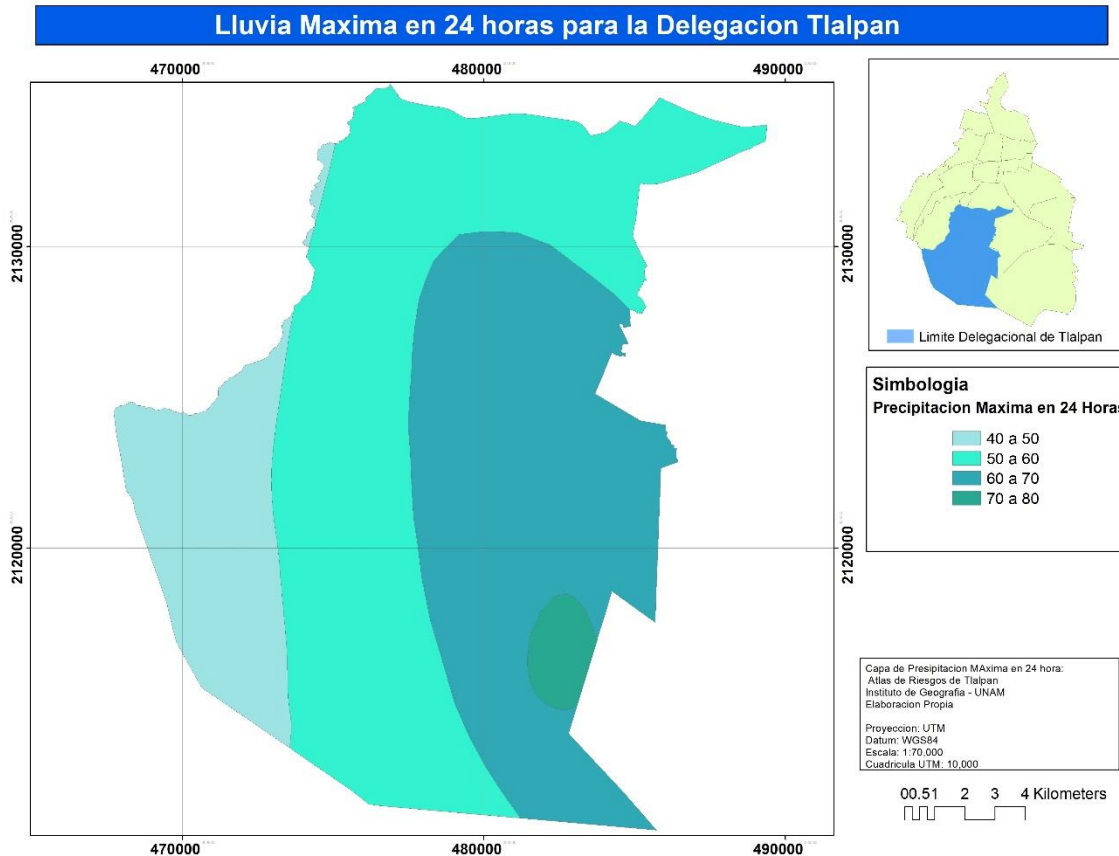 Lluvia Maxima en 24 horas para la Delegacion Tlalpan
470000
480000
490000
2130000
2130000
2120000
2120000
470000
480000
490000
Limite Delegacional de Tlalpan
Simbologia
Precipitacion Maxima en 24 Horas
40 a 50
50 a 60
60 a 70
70 a 80
Capa de Presipitacion MAxima en 24 hora:
Atlas de Riesgos de Tlalpan
Instituto de Geografia - UNAM
Elaboracion Propia
Proyeccion: UTM
Datum: WGS84
Escala: 1:70,000
Cuadricula UTM: 10,000
00.51 2 3 4 Kilometers